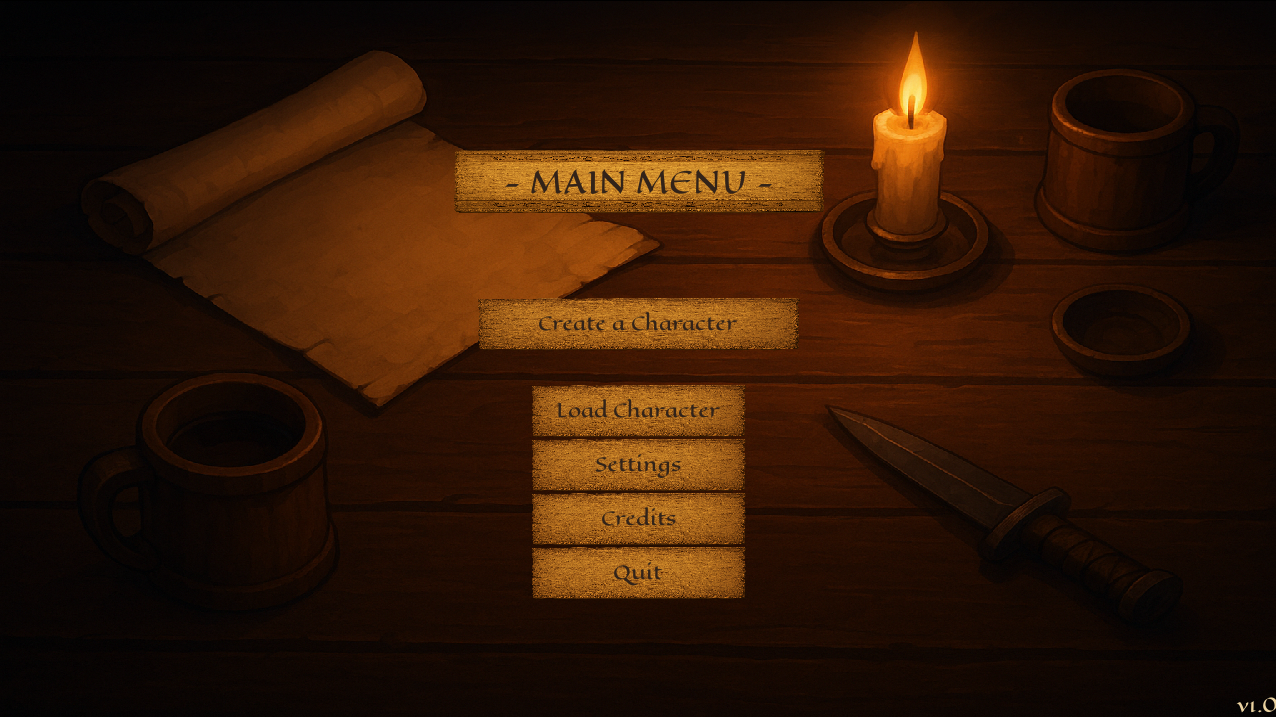 - MAIN MENU -
Create a Character
Load Character
Settings
Credits
Quit
v1.0